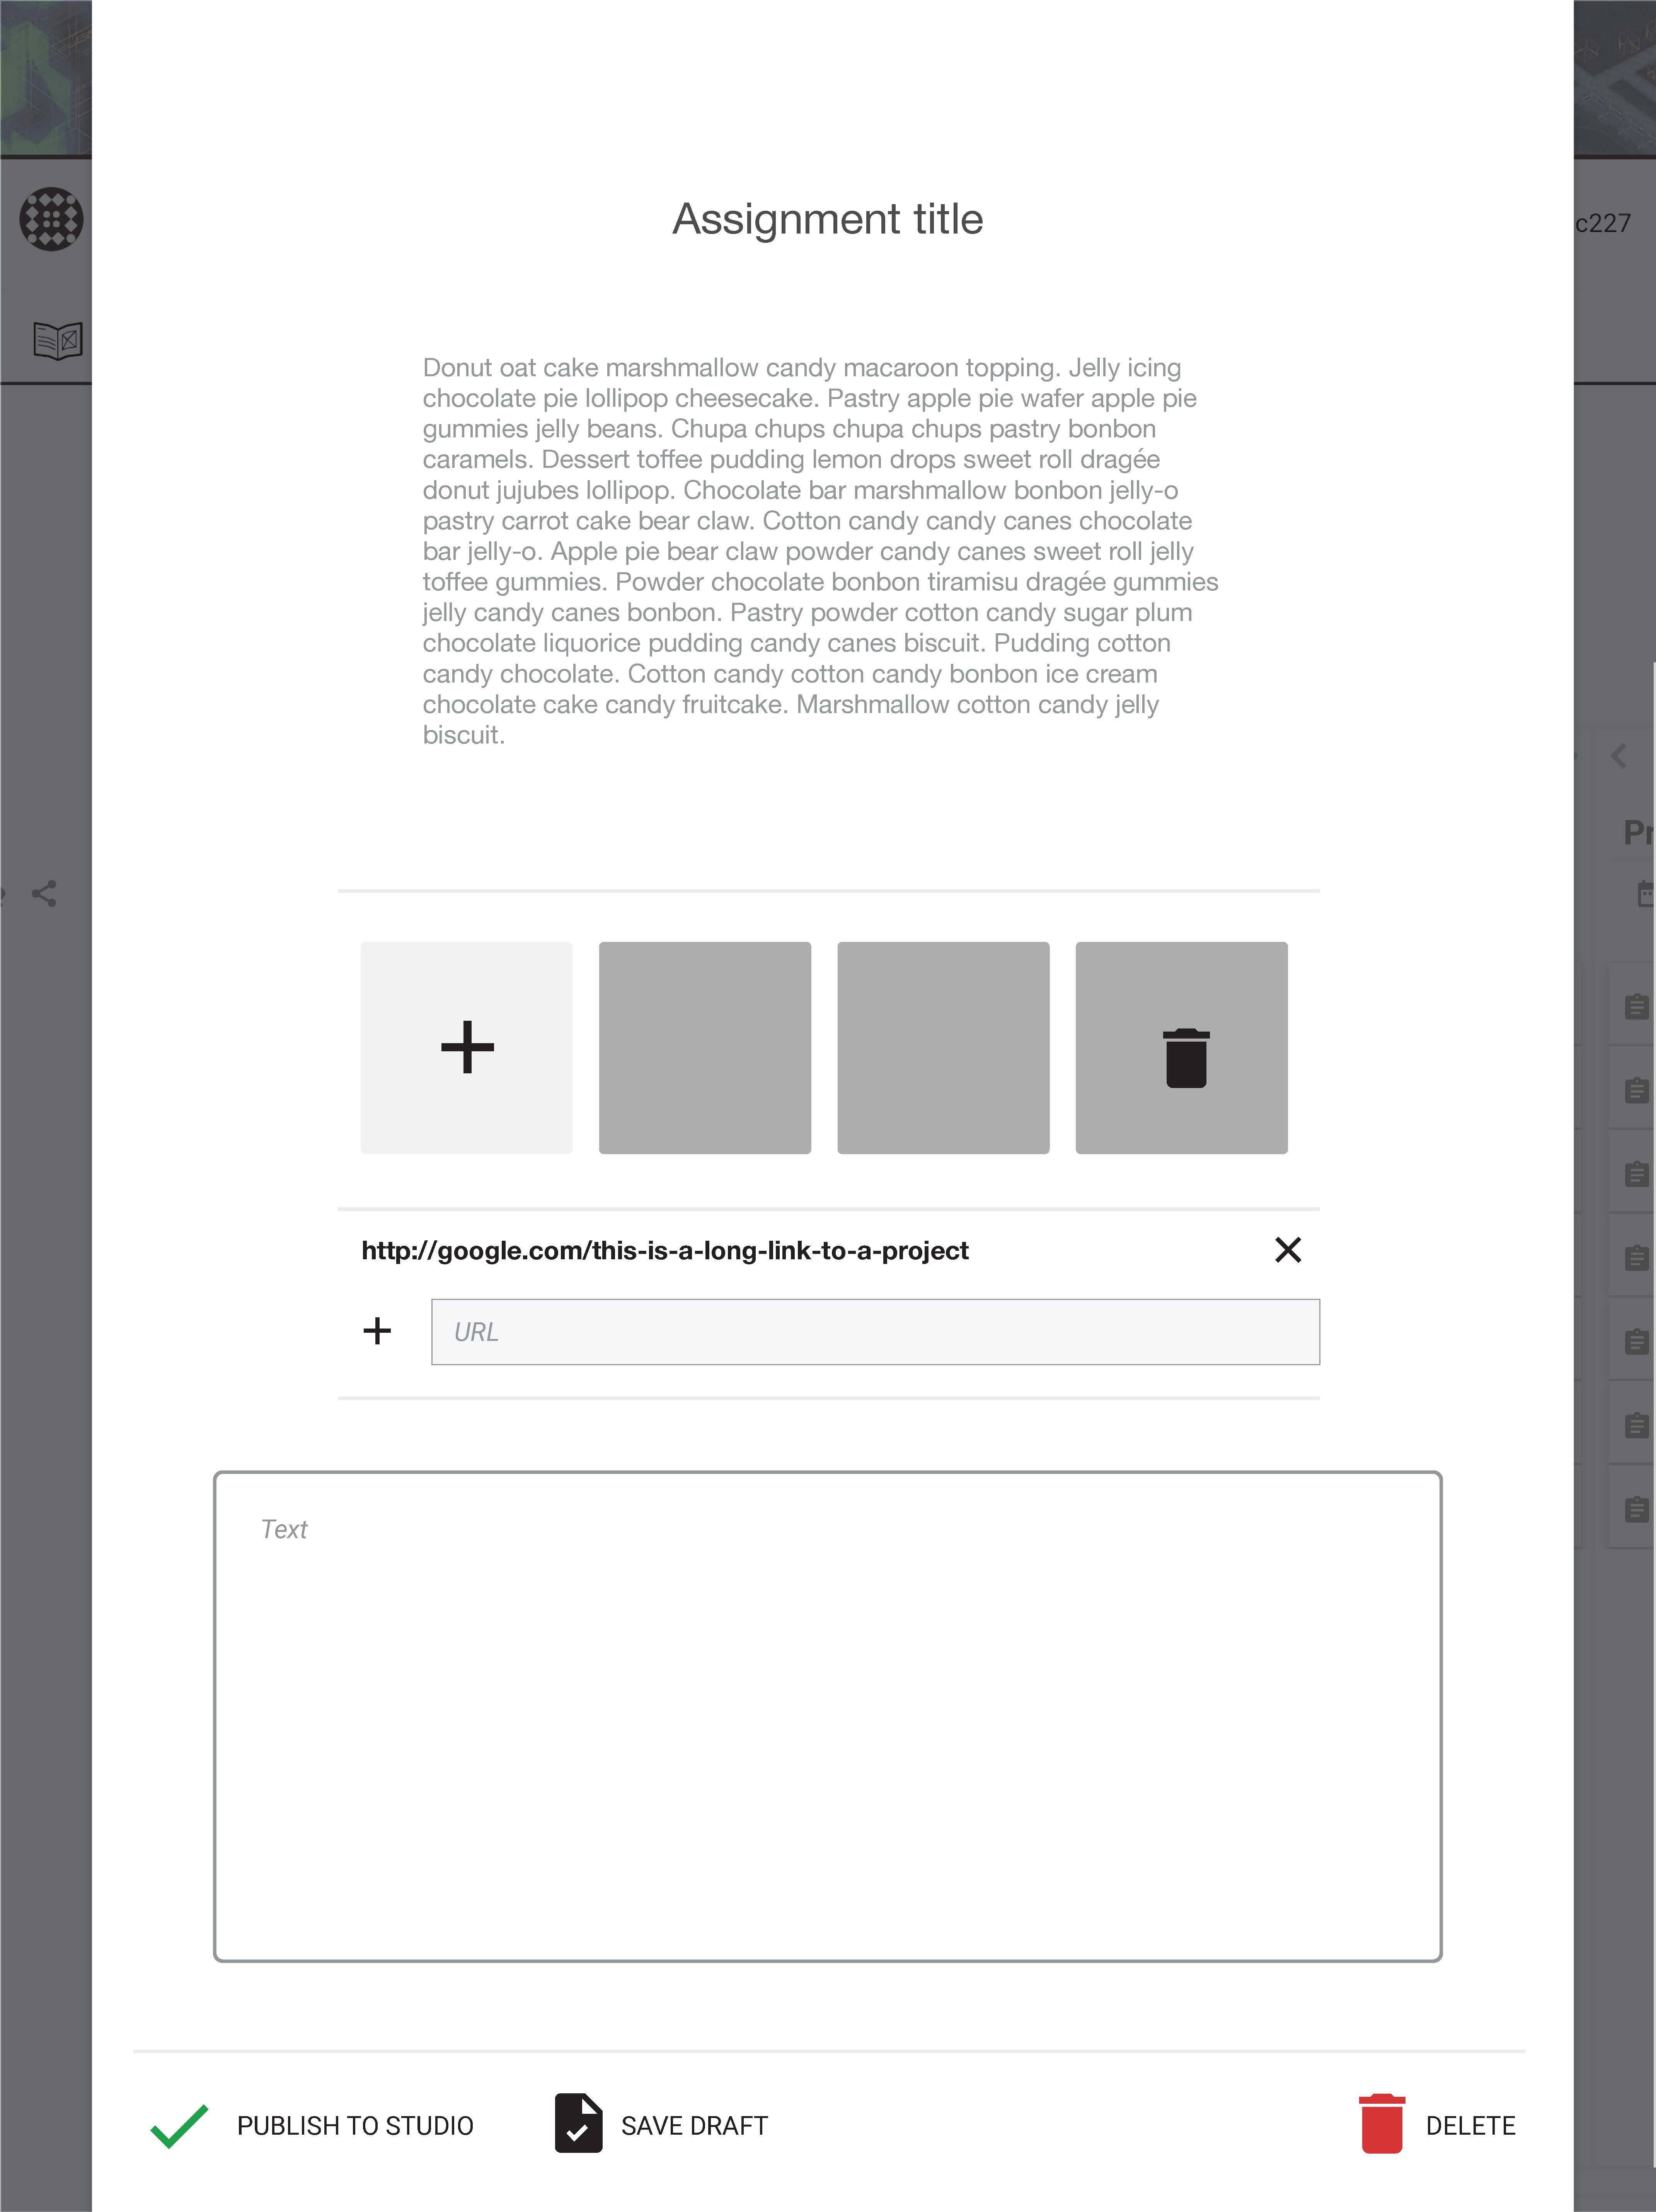 Assignment title
c227
Donut oat cake marshmallow candy macaroon topping. Jelly icing
chocolate pie lollipop cheesecake. Pastry apple pie wafer apple pie
gummies jelly beans. Chupa chups chupa chups pastry bonbon
caramels. Dessert toffee pudding lemon drops sweet roll dragée
donut jujubes lollipop. Chocolate bar marshmallow bonbon jelly-o
pastry carrot cake bear claw. Cotton candy candy canes chocolate
bar jelly-o. Apple pie bear claw powder candy canes sweet roll jelly
toffee gummies. Powder chocolate bonbon tiramisu dragée gummies
jelly candy canes bonbon. Pastry powder cotton candy sugar plum
chocolate liquorice pudding candy canes biscuit. Pudding cotton
candy chocolate. Cotton candy cotton candy bonbon ice cream
chocolate cake candy fruitcake. Marshmallow cotton candy jelly
biscuit.
http://google.com/this-is-a-long-link-to-a-project
URL
Text
PUBLISH TO STUDIO
SAVE DRAFT
DELETE